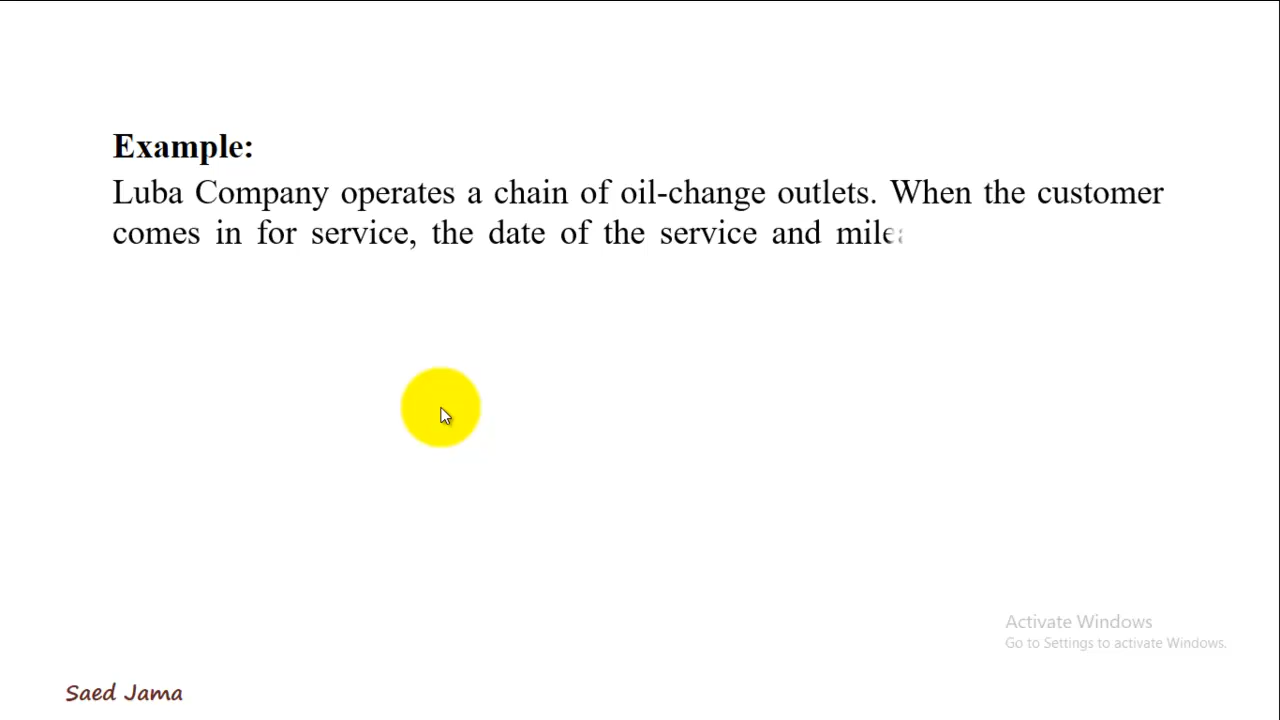 Example:
Luba Company operates a chain of oil-change outlets. When the customer
comes in for service, the date of the service and
Activate Windows
Go to Settings to activate Windows.
Saed Jama